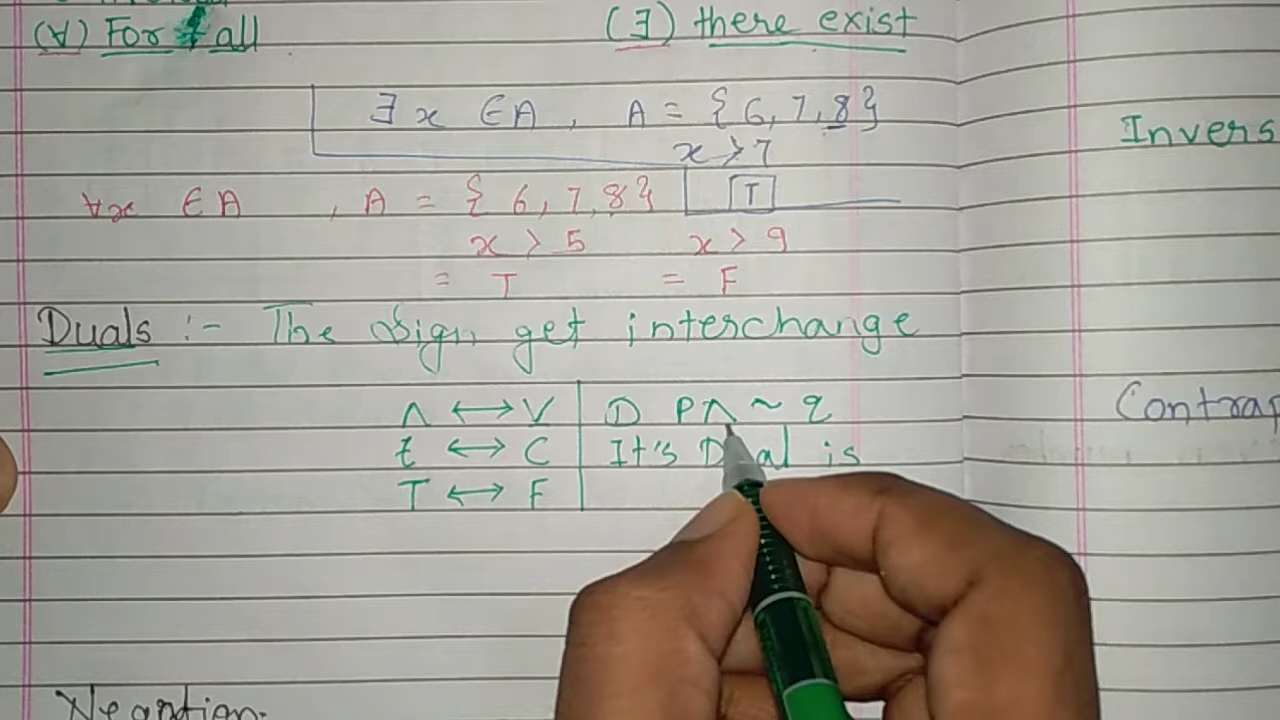 (∀) For all
(∃) there exist
∃ x ∈ A , A = { 6, 7, 8 }
x > 7
T
∀x ∈ A , A = { 6, 7, 8 }
x > 5 x > 9
= T = F
Duals :- The Sign get interchange
∧ ↔ ∨
t ↔ C
T ↔ F
① P ∧ ~ q
It's Dual is
Invers
Contrap
Negation